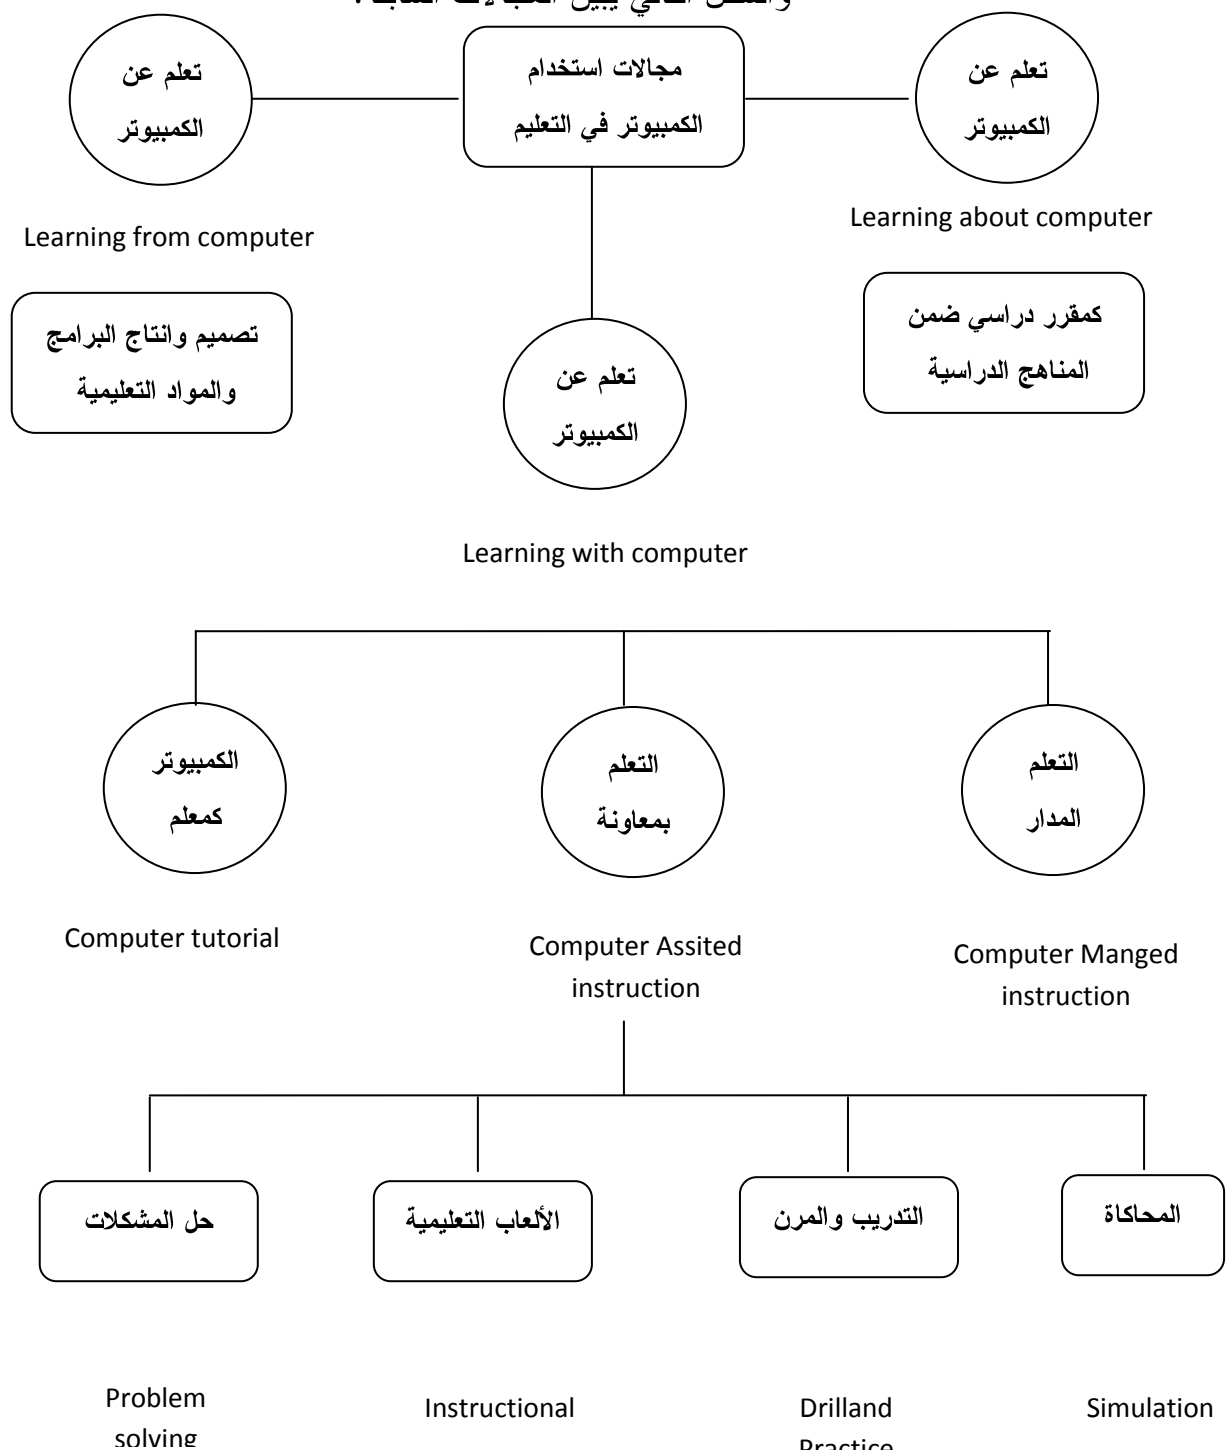 تعلم عن
الكمبيوتر
مجالات استخدام
الكمبيوتر في التعليم
تعلم عن
الكمبيوتر
Learning about computer
Learning from computer
كمقرر دراسي ضمن
المناهج الدراسية
تصميم وانتاج البرامج
والمواد التعليمية
تعلم عن
الكمبيوتر
Learning with computer
التعلم
المدار
التعلم
بمعاونة
الكمبيوتر
كمعلم
Computer tutorial
Computer Assited
instruction
Computer Manged
instruction
المحاكاة
التدريب والمرن
الألعاب التعليمية
حل المشكلات
Problem
solving
Instructional
Drilland
Practice
Simulation